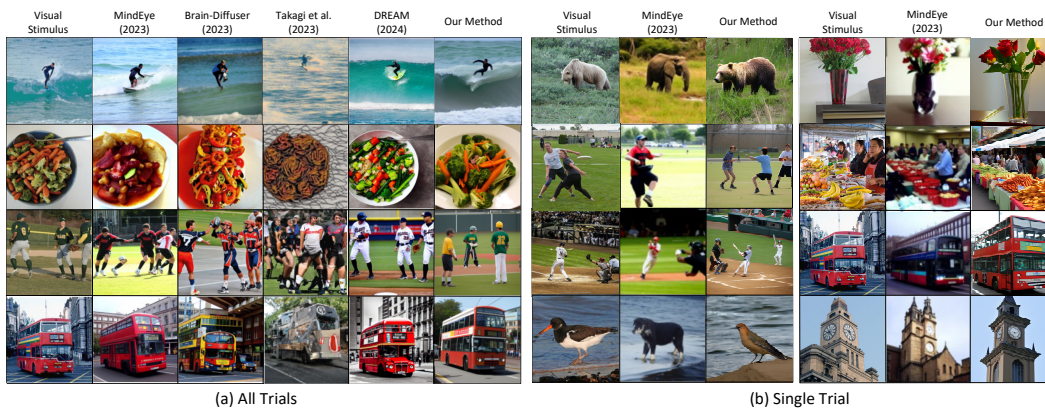 Visual Stimulus
MindEye (2023)
Brain-Diffuser (2023)
Takagi et al. (2023)
DREAM (2024)
Our Method
Visual Stimulus
MindEye (2023)
Our Method
Visual Stimulus
MindEye (2023)
Our Method
(a) All Trials
(b) Single Trial